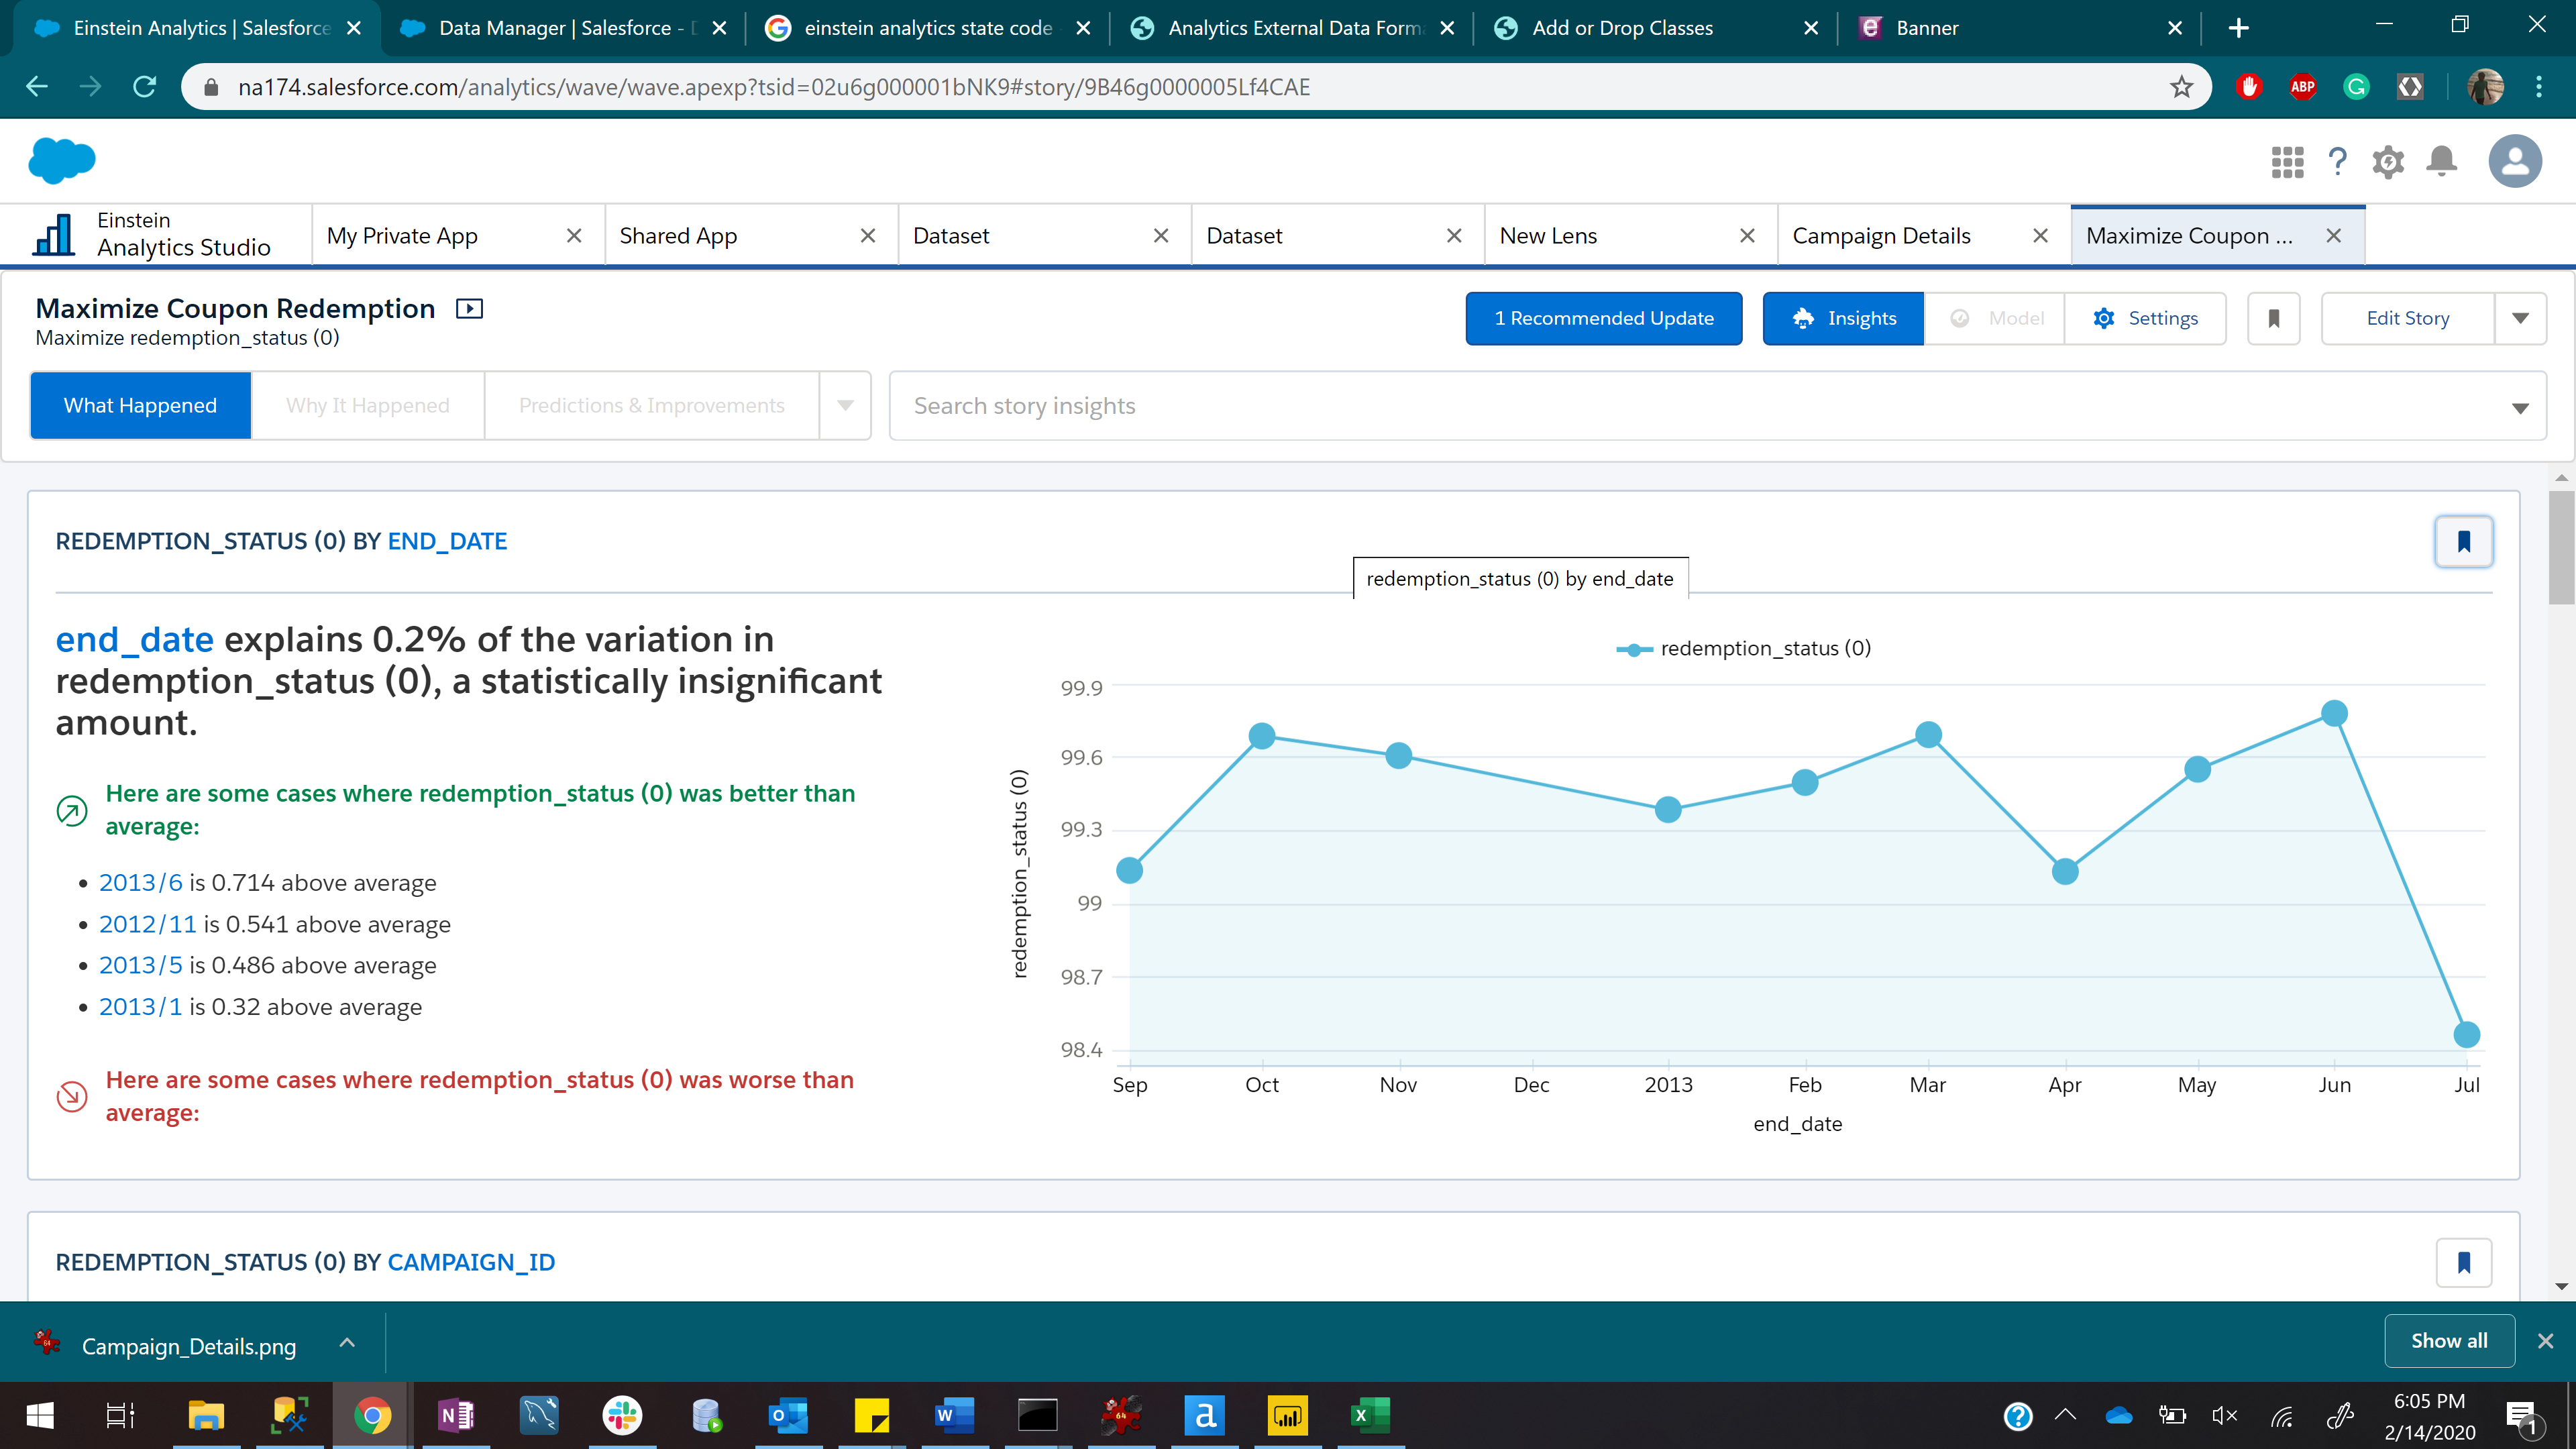 Einstein Analytics | Salesforce
Data Manager | Salesforce -
einstein analytics state code
Analytics External Data Form
Add or Drop Classes
Banner
na174.salesforce.com/analytics/wave/wave.apexp?tsid=02u6g000001bNK9#story/9B46g0000005Lf4CAE
ABP
Einstein
Analytics Studio
My Private App
Shared App
Dataset
Dataset
New Lens
Campaign Details
Maximize Coupon ...
Maximize Coupon Redemption
Maximize redemption_status (0)
1 Recommended Update
Insights
Model
Settings
Edit Story
What Happened
Why It Happened
Predictions & Improvements
Search story insights
REDEMPTION_STATUS (0) BY END_DATE
redemption_status (0) by end_date
end_date explains 0.2% of the variation in
redemption_status (0), a statistically insignificant
amount.
Here are some cases where redemption_status (0) was better than
average:
2013/6 is 0.714 above average
2012/11 is 0.541 above average
2013/5 is 0.486 above average
2013/1 is 0.32 above average
Here are some cases where redemption_status (0) was worse than
average:
redemption_status (0)
redemption_status (0)
99.9
99.6
99.3
99
98.7
98.4
Sep Oct Nov Dec 2013 Feb Mar Apr May Jun Jul
end_date
REDEMPTION_STATUS (0) BY CAMPAIGN_ID
Campaign_Details.png
Show all
6:05 PM
2/14/2020
1